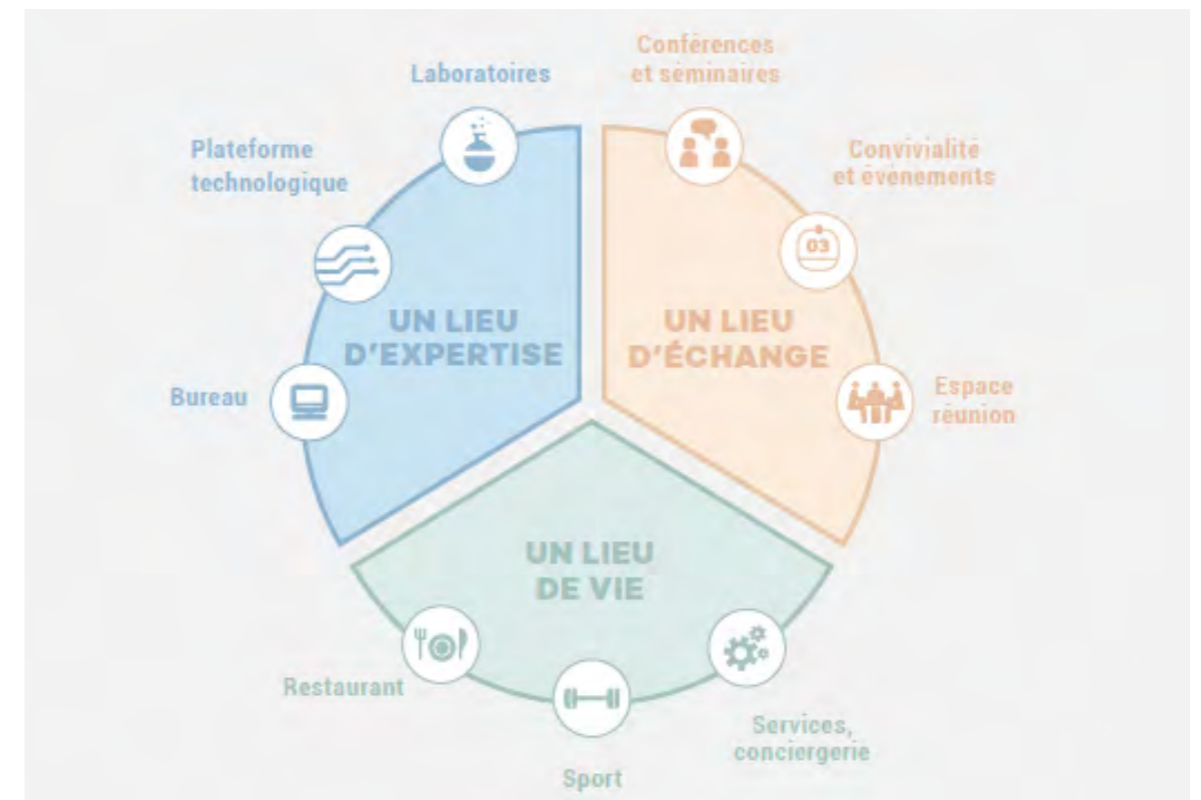 Laboratoires
Plateforme
technologique
Bureau
UN LIEU
D'EXPERTISE
Conférences
et séminaires
Convivialité
et événements
03
Espace
réunion
UN LIEU
D'ÉCHANGE
UN LIEU
DE VIE
Restaurant
Sport
Services,
conciergerie